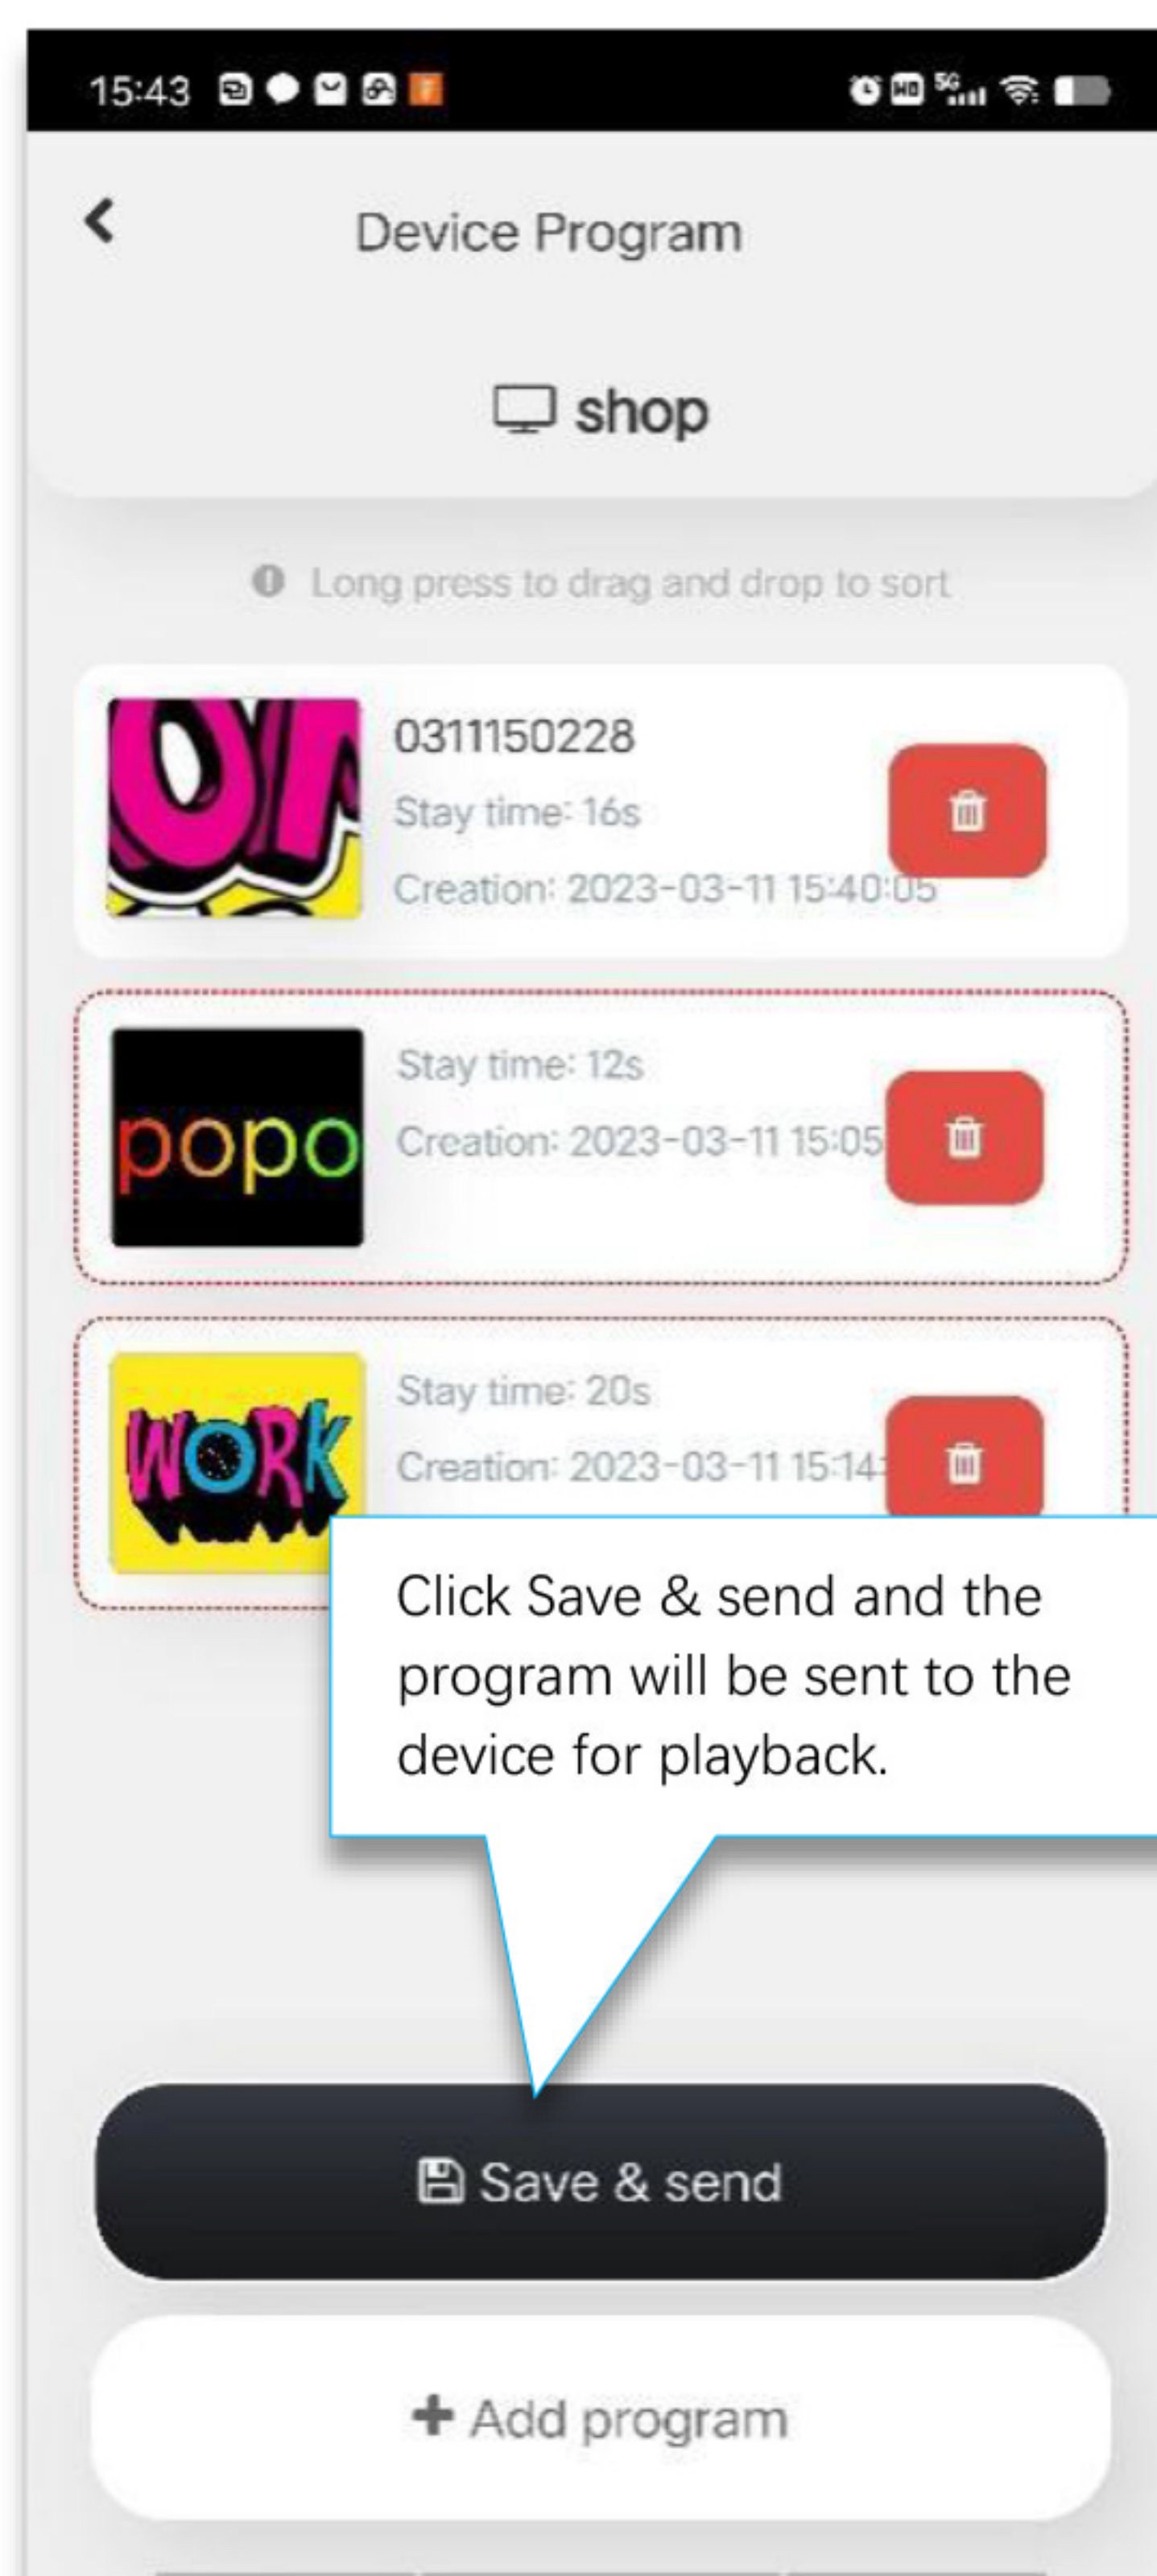 15:43
5G
Device Program
shop
Long press to drag and drop to sort
0311150228
Stay time: 16s
Creation: 2023-03-11 15:40:05
popo
Stay time: 12s
Creation: 2023-03-11 15:05
WORK
Stay time: 20s
Creation: 2023-03-11 15:14:
Click Save & send and the
program will be sent to the
device for playback.
Save & send
+ Add program